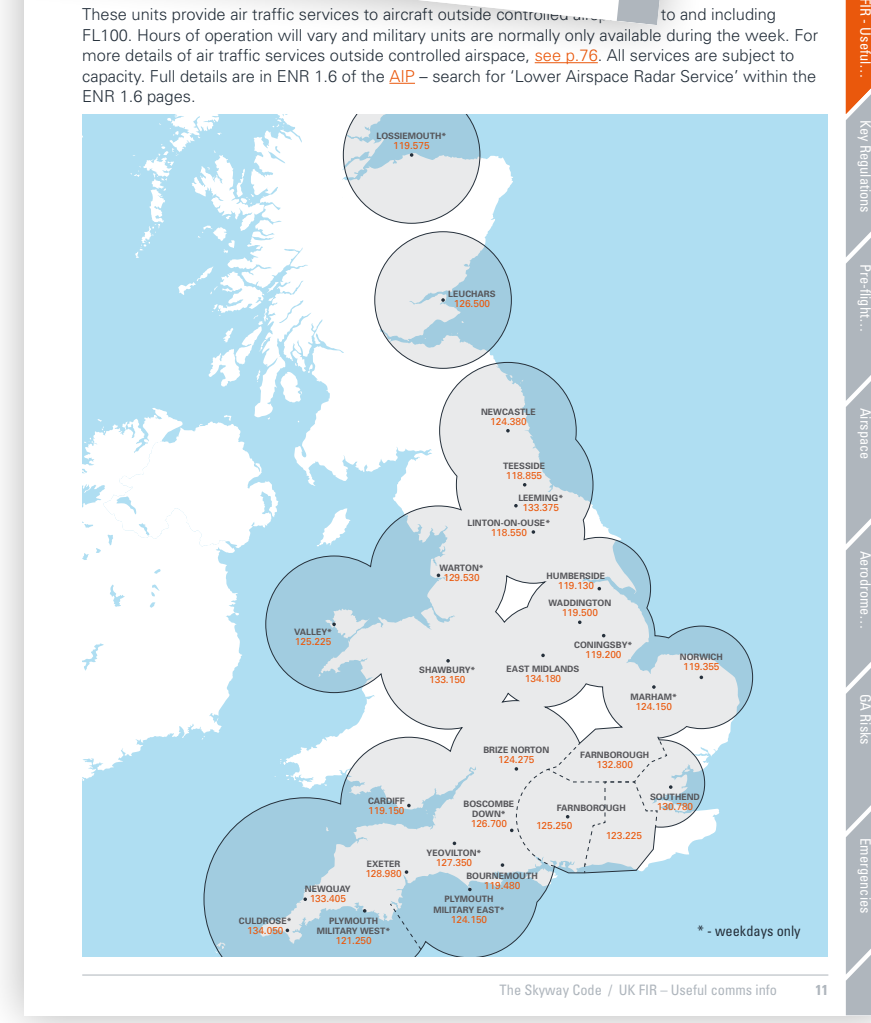 These units provide air traffic services to aircraft outside controlled to and including
FL100. Hours of operation will vary and military units are normally only available during the week. For
more details of air traffic services outside controlled airspace, see p.76. All services are subject to
capacity. Full details are in ENR 1.6 of the AIP – search for ‘Lower Airspace Radar Service’ within the
ENR 1.6 pages.
LOSSIEMOUTH*
119.575
LEUCHARS
126.500
NEWCASTLE
124.380
TEESSIDE
118.855
LEEMING*
133.375
LINTON-ON-OUSE*
118.550
WARTON*
129.530
HUMBERSIDE
119.130
WADDINGTON
119.500
CONINGSBY*
119.200
VALLEY*
125.225
SHAWBURY*
133.150
EAST MIDLANDS
134.180
NORWICH
119.355
MARHAM*
124.150
BRIZE NORTON
124.275
FARNBOROUGH
132.800
SOUTHEND
130.780
CARDIFF
119.150
BOSCOMBE
DOWN*
126.700
FARNBOROUGH
125.250
123.225
YEOVILTON*
127.350
EXETER
128.980
BOURNEMOUTH
119.480
NEWQUAY
133.405
PLYMOUTH
MILITARY EAST*
124.150
CULDROSE*
134.050
PLYMOUTH
MILITARY WEST*
121.250
* - weekdays only
The Skyway Code / UK FIR – Useful comms info 11
FIR - Useful...
Key Regulations
Pre-flight...
Airspace
Aerodrome...
GA Risks
Emergencies